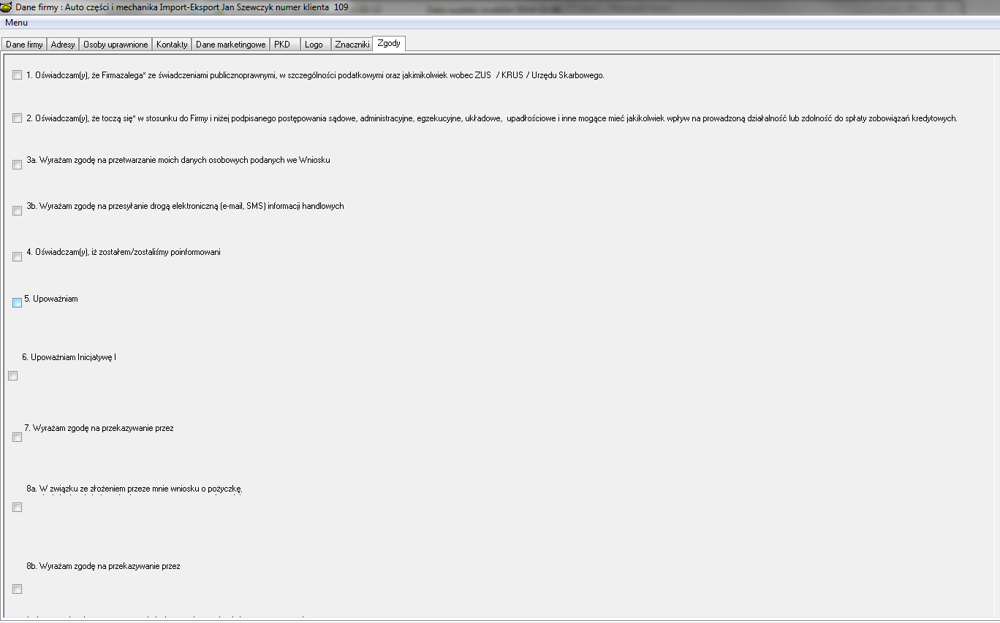 Dane firmy : Auto części i mechanika Import-Eksport Jan Szewczyk numer klienta 109
Menu
Dane firmy Adresy Osoby uprawnione Kontakty Dane marketingowe PKD Logo Znaczniki Zgody
1. Oświadczam(y), że Firmazalega* ze świadczeniami publicznoprawnymi, w szczególności podatkowymi oraz jakimikolwiek wobec ZUS / KRUS / Urzędu Skarbowego.
2. Oświadczam(y), że toczą się* w stosunku do Firmy i niżej podpisanego postępowania sądowe, administracyjne, egzekucyjne, układowe, upadłościowe i inne mogące mieć jakikolwiek wpływ na prowadzoną działalność lub zdolność do spłaty zobowiązań kredytowych.
3a. Wyrażam zgodę na przetwarzanie moich danych osobowych podanych we Wniosku
3b. Wyrażam zgodę na przesyłanie drogą elektroniczną (e-mail, SMS) informacji handlowych
4. Oświadczam(y), iż zostałem/zostaliśmy poinformowani
5. Upoważniam
6. Upoważniam Inicjatywę I
7. Wyrażam zgodę na przekazywanie przez
8a. W związku ze złożeniem przeze mnie wniosku o pożyczkę,
8b. Wyrażam zgodę na przekazywanie przez